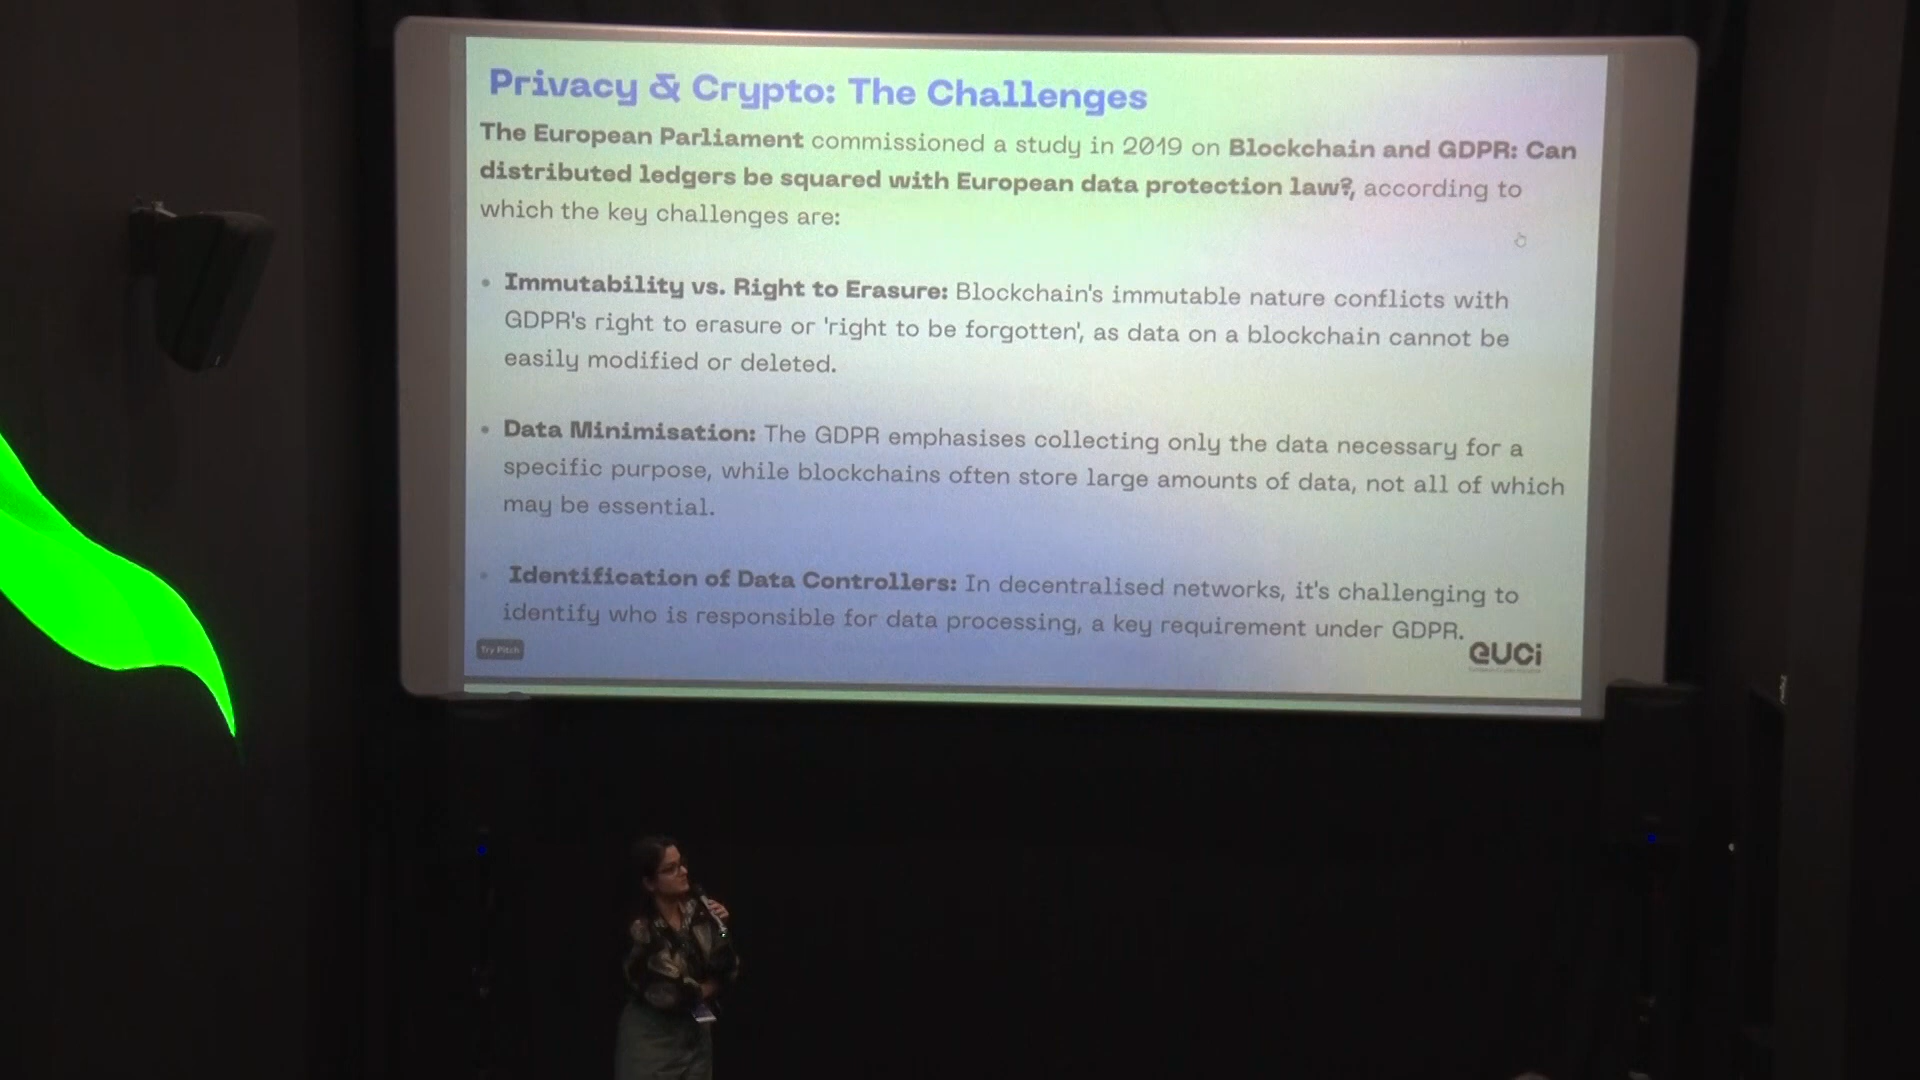 Privacy & Crypto: The Challenges
The European Parliament commissioned a study in 2019 on Blockchain and GDPR: Can
distributed ledgers be squared with European data protection law?, according to
which the key challenges are:
• Immutability vs. Right to Erasure: Blockchain's immutable nature conflicts with
GDPR's right to erasure or 'right to be forgotten', as data on a blockchain cannot be
easily modified or deleted.
• Data Minimisation: The GDPR emphasises collecting only the data necessary for a
specific purpose, while blockchains often store large amounts of data, not all of which
may be essential.
• Identification of Data Controllers: In decentralised networks, it's challenging to
identify who is responsible for data processing, a key requirement under GDPR.
Try Pitch
eUCi